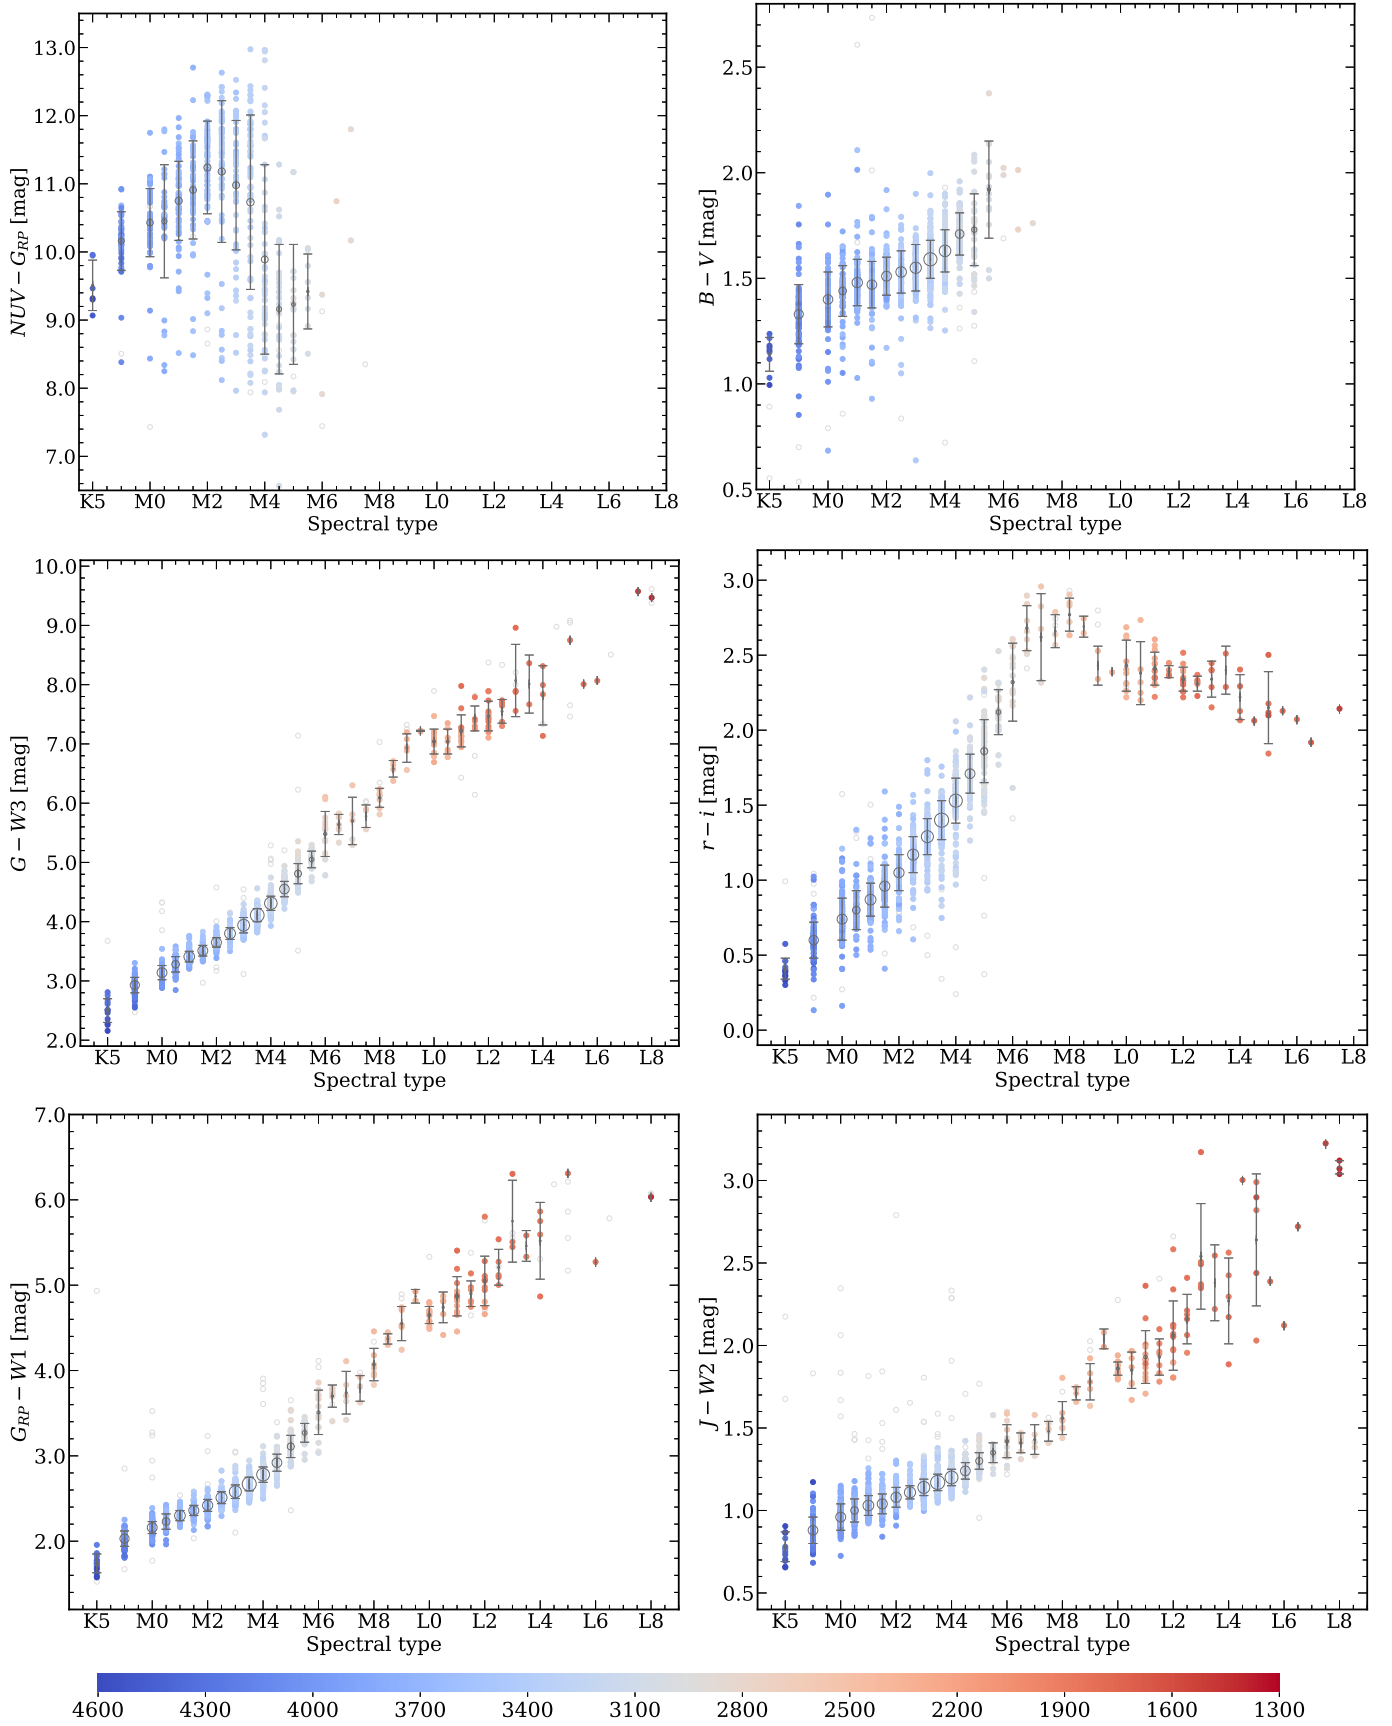 13.0
12.0
11.0
10.0
9.0
8.0
7.0
NUV − G_RP [mag]
K5 M0 M2 M4 M6 M8 L0 L2 L4 L6 L8
Spectral type
2.5
2.0
1.5
1.0
0.5
B − V [mag]
K5 M0 M2 M4 M6 M8 L0 L2 L4 L6 L8
Spectral type
10.0
9.0
8.0
7.0
6.0
5.0
4.0
3.0
2.0
G − W3 [mag]
K5 M0 M2 M4 M6 M8 L0 L2 L4 L6 L8
Spectral type
3.0
2.5
2.0
1.5
1.0
0.5
0.0
r − i [mag]
K5 M0 M2 M4 M6 M8 L0 L2 L4 L6 L8
Spectral type
7.0
6.0
5.0
4.0
3.0
2.0
G_RP − W1 [mag]
K5 M0 M2 M4 M6 M8 L0 L2 L4 L6 L8
Spectral type
3.0
2.5
2.0
1.5
1.0
0.5
J − W2 [mag]
K5 M0 M2 M4 M6 M8 L0 L2 L4 L6 L8
Spectral type
4600 4300 4000 3700 3400 3100 2800 2500 2200 1900 1600 1300